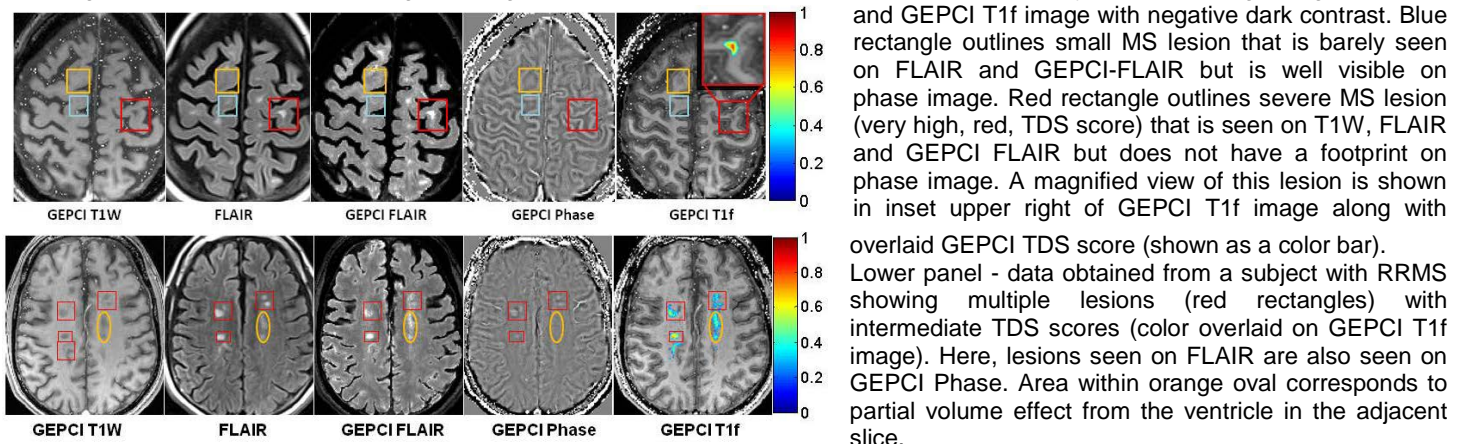 and GEPCI T1f image with negative dark contrast. Blue
rectangle outlines small MS lesion that is barely seen
on FLAIR and GEPCI-FLAIR but is well visible on
phase image. Red rectangle outlines severe MS lesion
(very high, red, TDS score) that is seen on T1W, FLAIR
and GEPCI FLAIR but does not have a footprint on
phase image. A magnified view of this lesion is shown
in inset upper right of GEPCI T1f image along with
overlaid GEPCI TDS score (shown as a color bar).
Lower panel - data obtained from a subject with RRMS
showing multiple lesions (red rectangles) with
intermediate TDS scores (color overlaid on GEPCI T1f
image). Here, lesions seen on FLAIR are also seen on
GEPCI Phase. Area within orange oval corresponds to
partial volume effect from the ventricle in the adjacent
slice.
1
0.8
0.6
0.4
0.2
0
GEPCI T1W FLAIR GEPCI FLAIR GEPCI Phase GEPCI T1f
1
0.8
0.6
0.4
0.2
0
GEPCI T1W FLAIR GEPCI FLAIR GEPCI Phase GEPCI T1f